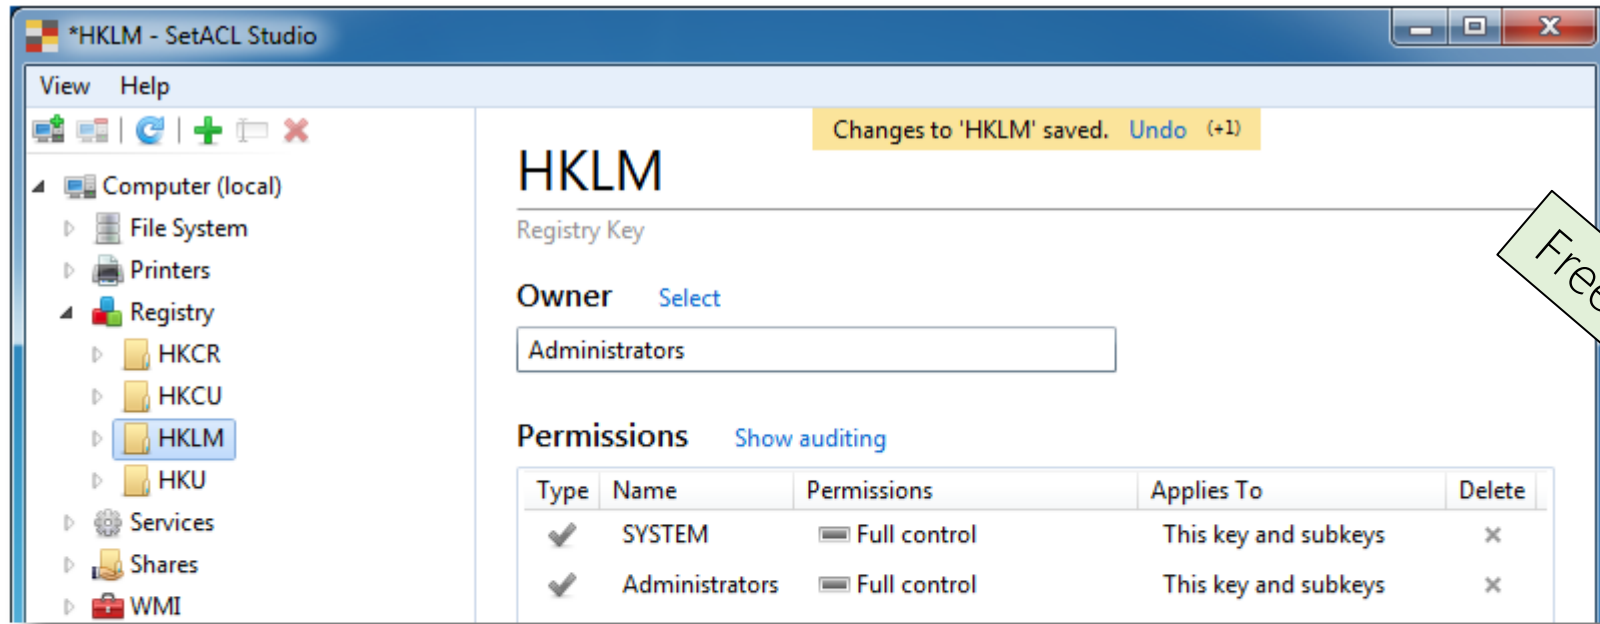 *HKLM - SetACL Studio
View Help
Changes to 'HKLM' saved. Undo (+1)
HKLM
Registry Key
Computer (local)
File System
Printers
Registry
HKCR
HKCU
HKLM
HKU
Services
Shares
WMI
Owner Select
Administrators
Permissions Show auditing
Type Name Permissions Applies To Delete
SYSTEM Full control This key and subkeys
Administrators Full control This key and subkeys